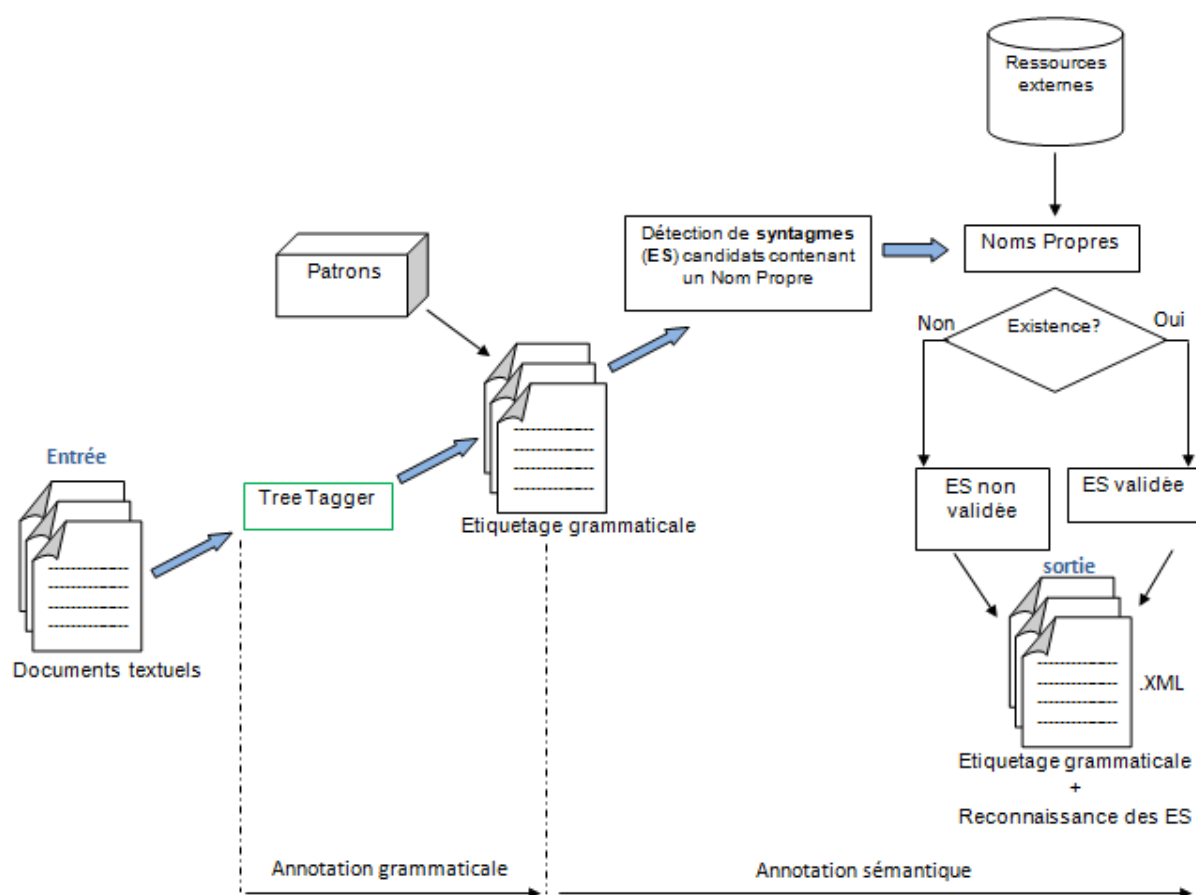 Ressources
externes
Détection de syntagmes
(ES) candidats contenant
un Nom Propre
Noms Propres
Patrons
Non
Existence?
Oui
Entrée
Tree Tagger
Etiquetage grammaticale
ES non
validée
ES validée
sortie
Documents textuels
.XML
Etiquetage grammaticale
+
Reconnaissance des ES
Annotation grammaticale
Annotation sémantique